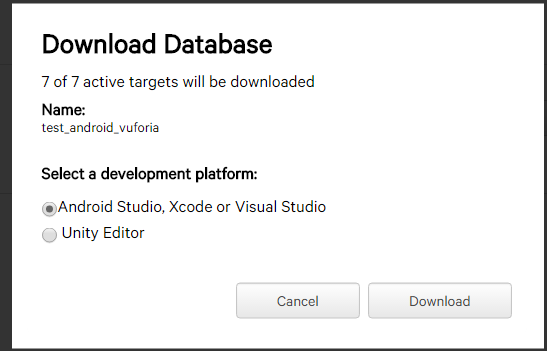 Download Database
7 of 7 active targets will be downloaded
Name:
test_android_vuforia
Select a development platform:
Android Studio, Xcode or Visual Studio
Unity Editor
Cancel
Download